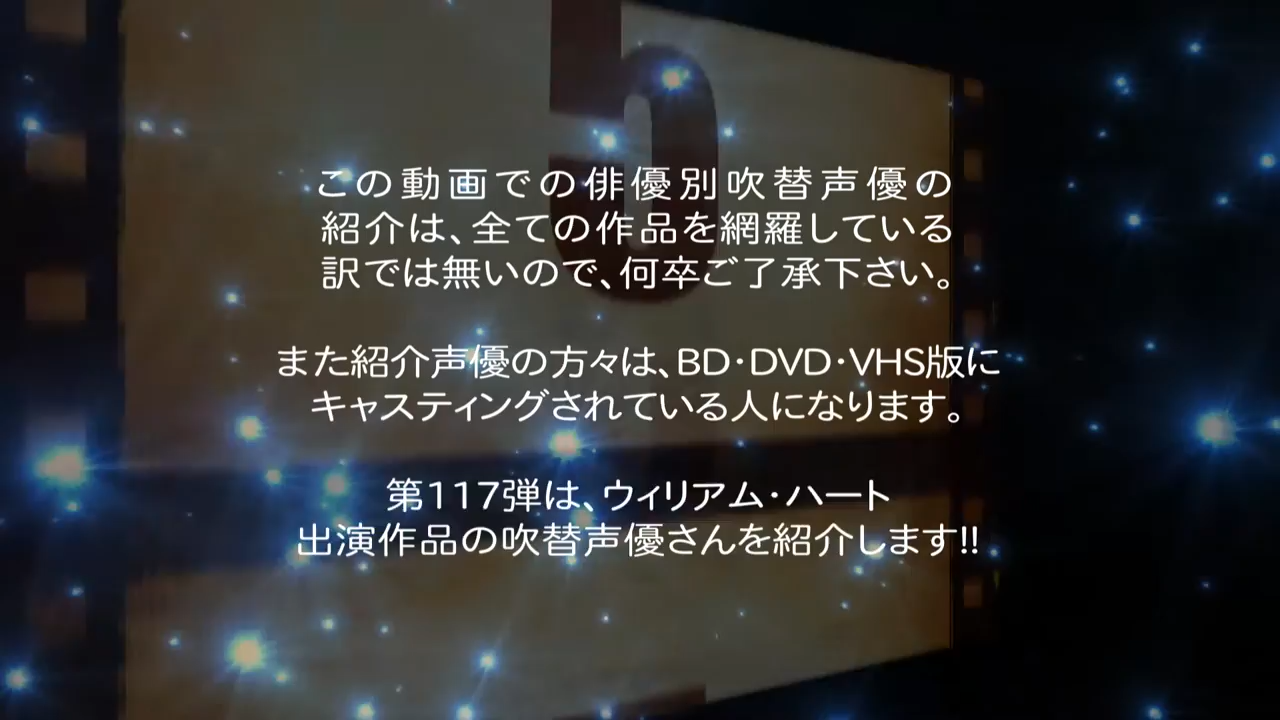 5
この動画での俳優別吹替声優の
紹介は、全ての作品を網羅している
訳では無いので、何卒ご了承下さい。
また紹介声優の方々は、BD・DVD・VHS版に
キャスティングされている人になります。
第117弾は、ウィリアム・ハート
出演作品の吹替声優さんを紹介します!!